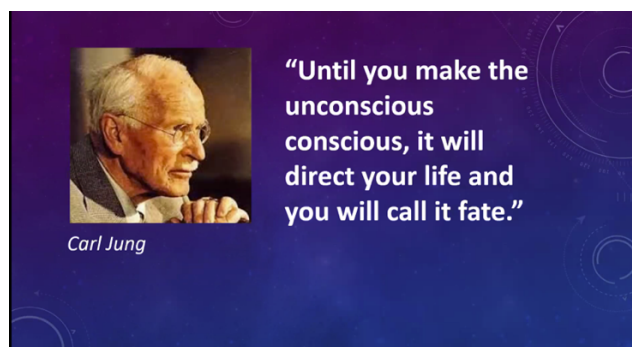 “Until you make the
unconscious
conscious, it will
direct your life and
you will call it fate.”
Carl Jung